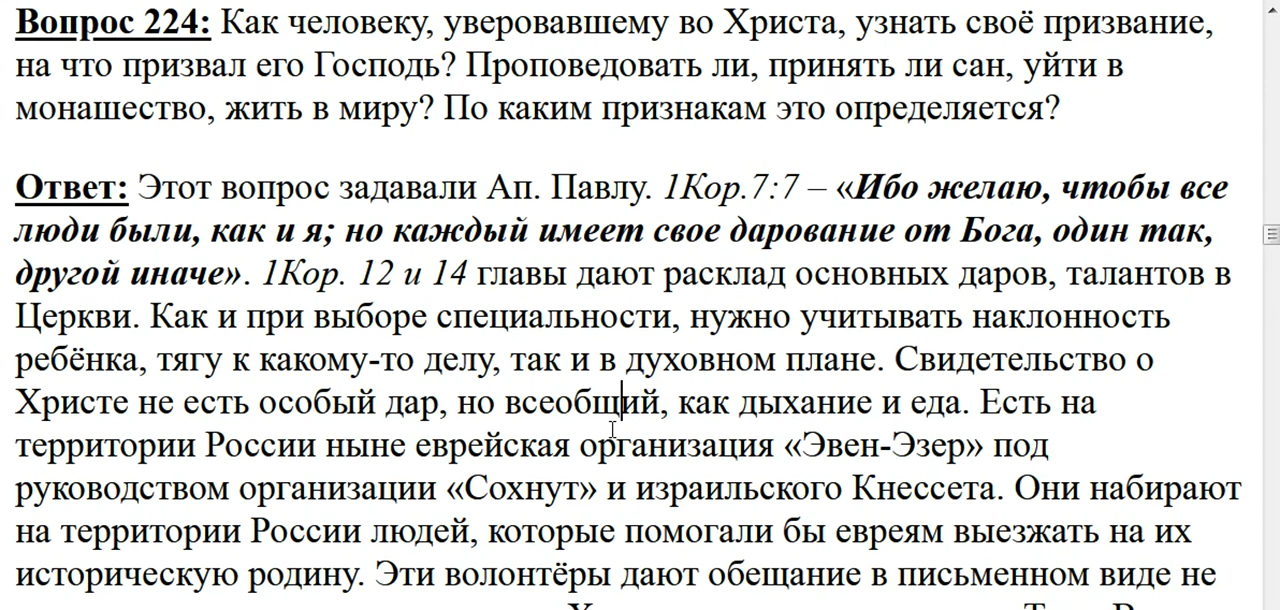 Вопрос 224: Как человеку, уверовавшему во Христа, узнать своё призвание,
на что призвал его Господь? Проповедовать ли, принять ли сан, уйти в
монашество, жить в миру? По каким признакам это определяется?
Ответ: Этот вопрос задавали Ап. Павлу. 1Кор.7:7 – «Ибо желаю, чтобы все
люди были, как и я; но каждый имеет свое дарование от Бога, один так,
другой иначе». 1Кор. 12 и 14 главы дают расклад основных даров, талантов в
Церкви. Как и при выборе специальности, нужно учитывать наклонность
ребёнка, тягу к какому-то делу, так и в духовном плане. Свидетельство о
Христе не есть особый дар, но всеобщий, как дыхание и еда. Есть на
территории России ныне еврейская организация «Эвен-Эзер» под
руководством организации «Сохнут» и израильского Кнессета. Они набирают
на территории России людей, которые помогали бы евреям выезжать на их
историческую родину. Эти волонтёры дают обещание в письменном виде не